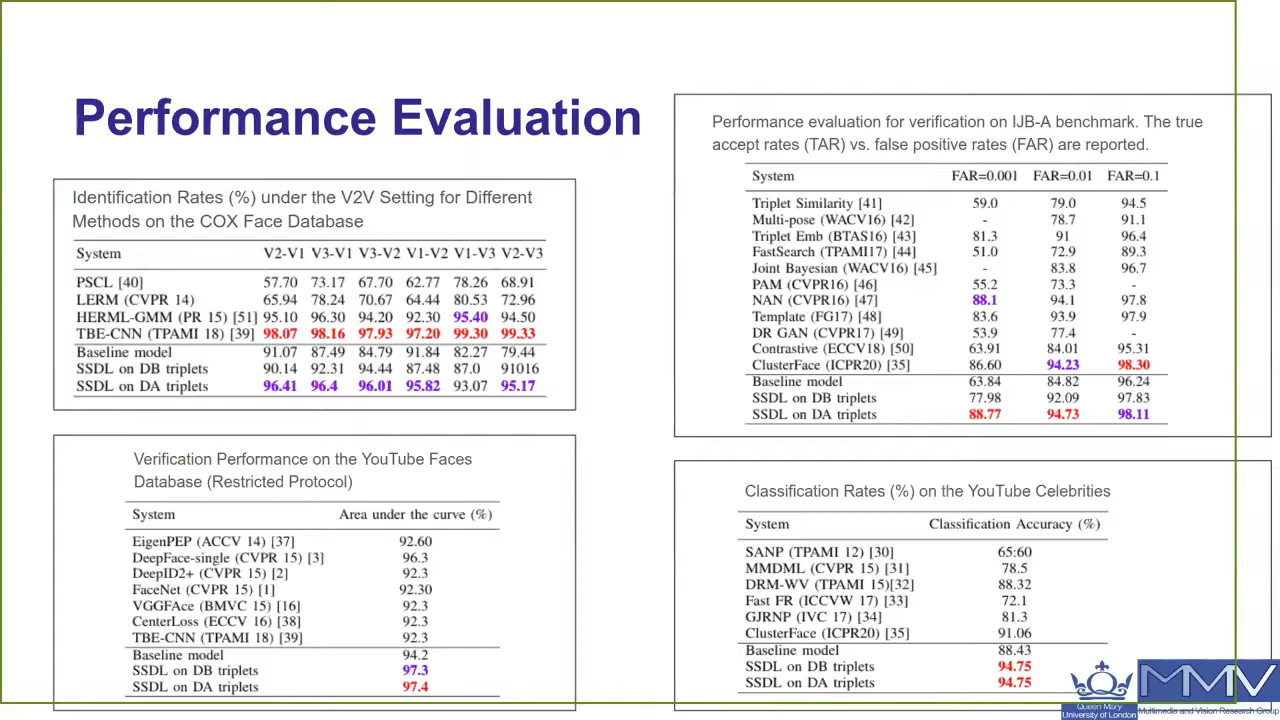 Performance Evaluation
Identification Rates (%) under the V2V Setting for Different
Methods on the COX Face Database
System V2-V1 V3-V1 V3-V2 V1-V2 V1-V3 V2-V3
PSCL [40] 57.70 73.17 67.70 62.77 78.26 68.91
LERM (CVPR 14) 65.94 78.24 70.67 64.44 80.53 72.96
HERML-GMM (PR 15) [51] 95.10 96.30 94.20 92.30 95.40 94.50
TBE-CNN (TPAMI 18) [39] 98.07 98.16 97.93 97.20 99.30 99.33
Baseline model 91.07 87.49 84.79 91.84 82.27 79.44
SSDL on DB triplets 90.14 92.31 94.44 87.48 87.0 91016
SSDL on DA triplets 96.41 96.4 96.01 95.82 93.07 95.17
Verification Performance on the YouTube Faces
Database (Restricted Protocol)
System Area under the curve (%)
EigenPEP (ACCV 14) [37] 92.60
DeepFace-single (CVPR 15) [3] 96.3
DeepID2+ (CVPR 15) [2] 92.3
FaceNet (CVPR 15) [1] 92.30
VGGFAce (BMVC 15) [16] 92.3
CenterLoss (ECCV 16) [38] 92.3
TBE-CNN (TPAMI 18) [39] 92.3
Baseline model 94.2
SSDL on DB triplets 97.3
SSDL on DA triplets 97.4
Performance evaluation for verification on IJB-A benchmark. The true
accept rates (TAR) vs. false positive rates (FAR) are reported.
System FAR=0.001 FAR=0.01 FAR=0.1
Triplet Similarity [41] 59.0 79.0 94.5
Multi-pose (WACV16) [42] - 78.7 91.1
Triplet Emb (BTAS16) [43] 81.3 91 96.4
FastSearch (TPAMI17) [44] 51.0 72.9 89.3
Joint Bayesian (WACV16) [45] - 83.8 96.7
PAM (CVPR16) [46] 55.2 73.3 -
NAN (CVPR16) [47] 88.1 94.1 97.8
Template (FG17) [48] 83.6 93.9 97.9
DR GAN (CVPR17) [49] 53.9 77.4 -
Contrastive (ECCV18) [50] 63.91 84.01 95.31
ClusterFace (ICPR20) [35] 86.60 94.23 98.30
Baseline model 63.84 84.82 96.24
SSDL on DB triplets 77.98 92.09 97.83
SSDL on DA triplets 88.77 94.73 98.11
Classification Rates (%) on the YouTube Celebrities
System Classification Accuracy (%)
SANP (TPAMI 12) [30] 65:60
MMDML (CVPR 15) [31] 78.5
DRM-WV (TPAMI 15)[32] 88.32
Fast FR (ICCVW 17) [33] 72.1
GJRNP (IVC 17) [34] 81.3
ClusterFace (ICPR20) [35] 91.06
Baseline model 88.43
SSDL on DB triplets 94.75
SSDL on DA triplets 94.75
Queen Mary
University of London
MMV
Multimedia and Vision Research Group